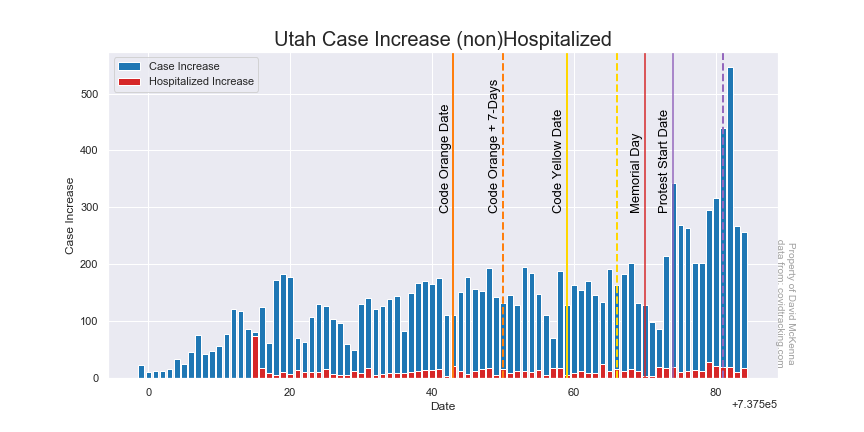 Utah Case Increase (non)Hospitalized
Case Increase
Hospitalized Increase
Case Increase
500
400
300
200
100
0
Code Orange Date
Code Orange + 7-Days
Code Yellow Date
Memorial Day
Protest Start Date
0
20
40
60
80
+7.375e5
Date
Property of David McKenna
data from: covidtracking.com